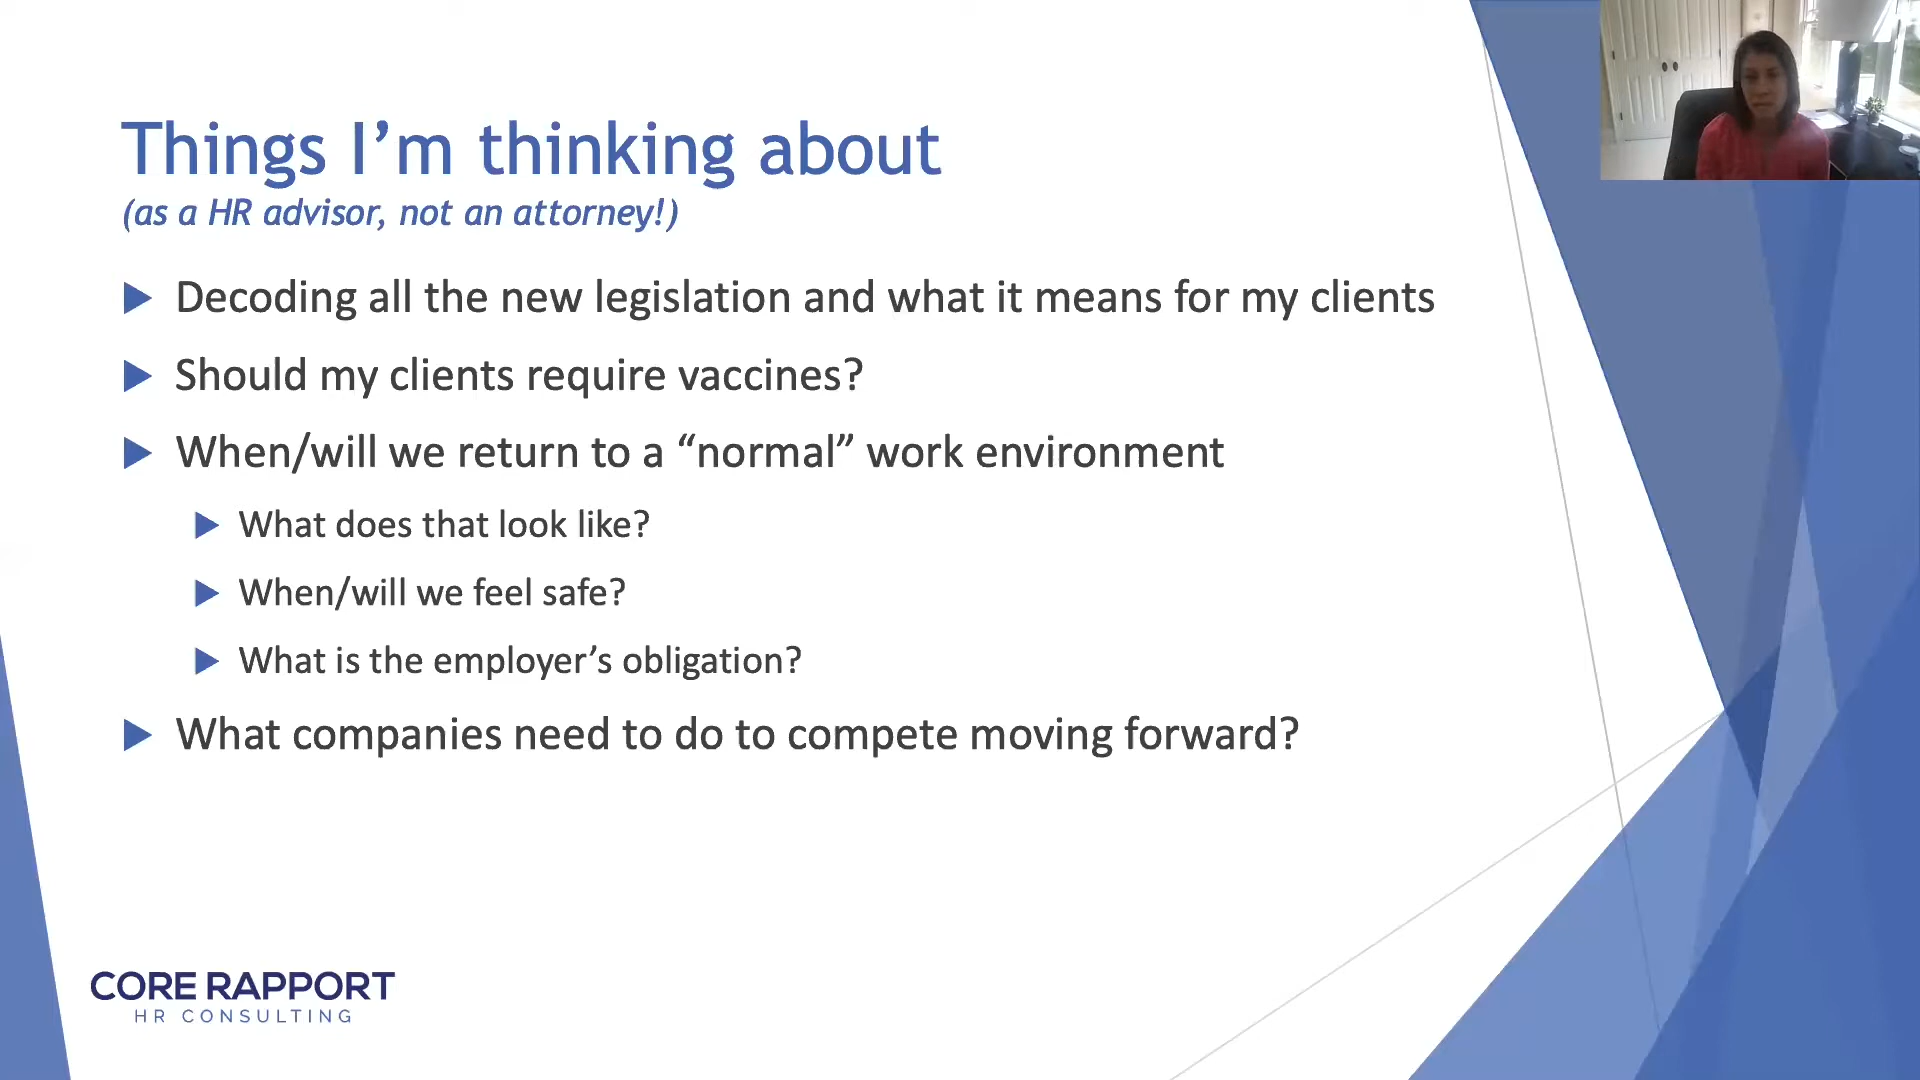 Things I’m thinking about
(as a HR advisor, not an attorney!)
Decoding all the new legislation and what it means for my clients
Should my clients require vaccines?
When/will we return to a “normal” work environment
What does that look like?
When/will we feel safe?
What is the employer’s obligation?
What companies need to do to compete moving forward?
CORE RAPPORT
HR CONSULTING